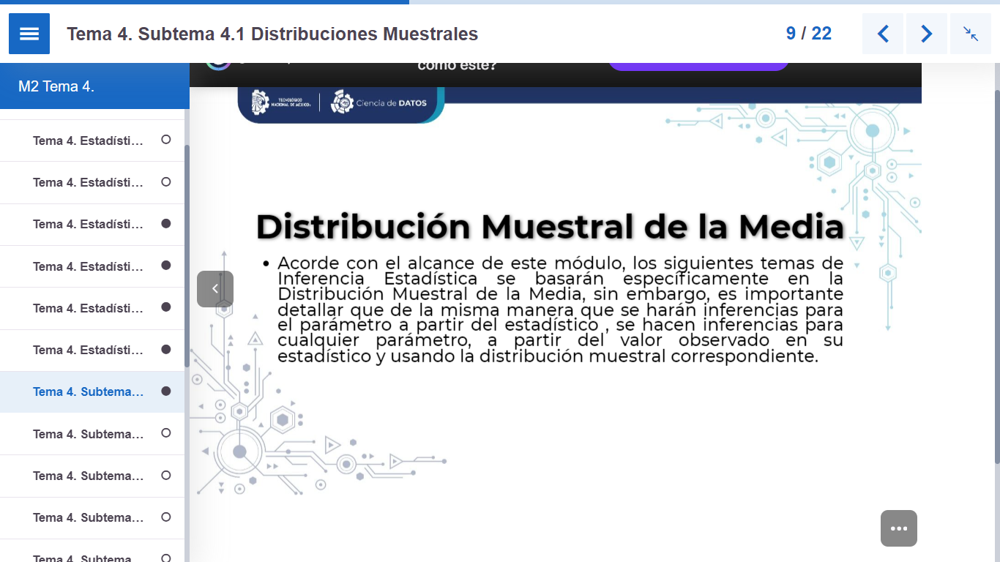 Tema 4. Subtema 4.1 Distribuciones Muestrales
9 / 22
como este?
M2 Tema 4.
TECNOLÓGICO
NACIONAL DE MÉXICO
Ciencia de DATOS
Tema 4. Estadísti...
Tema 4. Estadísti...
Tema 4. Estadísti...
Tema 4. Estadísti...
Tema 4. Estadísti...
Tema 4. Estadísti...
Tema 4. Subtema...
Tema 4. Subtema...
Tema 4. Subtema...
Tema 4. Subtema...
Tema 4. Subtema
Distribución Muestral de la Media
• Acorde con el alcance de este módulo, los siguientes temas de
Inferencia Estadística se basarán específicamente en la
Distribución Muestral de la Media, sin embargo, es importante
detallar que de la misma manera que se harán inferencias para
el parámetro a partir del estadístico , se hacen inferencias para
cualquier parámetro, a partir del valor observado en su
estadístico y usando la distribución muestral correspondiente.